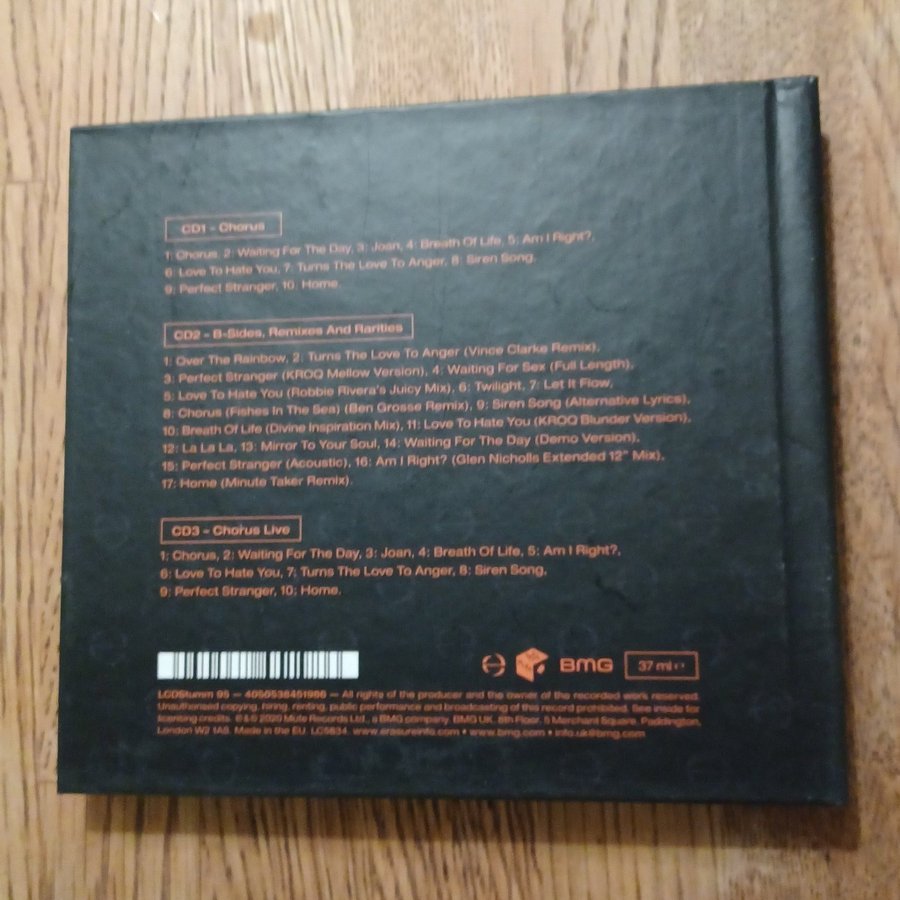 CD1 - Chorus
1: Chorus, 2: Waiting For The Day, 3: Joan, 4: Breath Of Life, 5: Am I Right?,
6: Love To Hate You, 7: Turns The Love To Anger, 8: Siren Song,
9: Perfect Stranger, 10: Home.
CD2 - B-Sides, Remixes And Rarities
1: Over The Rainbow, 2: Turns The Love To Anger (Vince Clarke Remix),
3: Perfect Stranger (KROQ Mellow Version), 4: Waiting For Sex (Full Length),
5: Love To Hate You (Robbie Rivera's Juicy Mix), 6: Twilight, 7: Let It Flow,
8: Chorus (Fishes In The Sea) (Ben Grosse Remix), 9: Siren Song (Alternative Lyrics),
10: Breath Of Life (Divine Inspiration Mix), 11: Love To Hate You (KROQ Blunder Version),
12: La La La, 13: Mirror To Your Soul, 14: Waiting For The Day (Demo Version),
15: Perfect Stranger (Acoustic), 16: Am I Right? (Glen Nicholls Extended 12" Mix),
17: Home (Minute Taker Remix).
CD3 - Chorus Live
1: Chorus, 2: Waiting For The Day, 3: Joan, 4: Breath Of Life, 5: Am I Right?,
6: Love To Hate You, 7: Turns The Love To Anger, 8: Siren Song,
9: Perfect Stranger, 10: Home.
BMG
LCDStumm 95 — 4050538451986 — All rights of the producer and the owner of the recorded work reserved.
Unauthorised copying, hiring, renting, public performance and broadcasting of this record prohibited. See inside for
licensing credits. 2020 Mute Records Ltd., a BMG company. BMG UK, 8th Floor, 5 Merchant Square, Paddington,
London W2 1AS. Made in the EU. LC5834. www.erasureinfo.com • www.bmg.com • info.uk@bmg.com